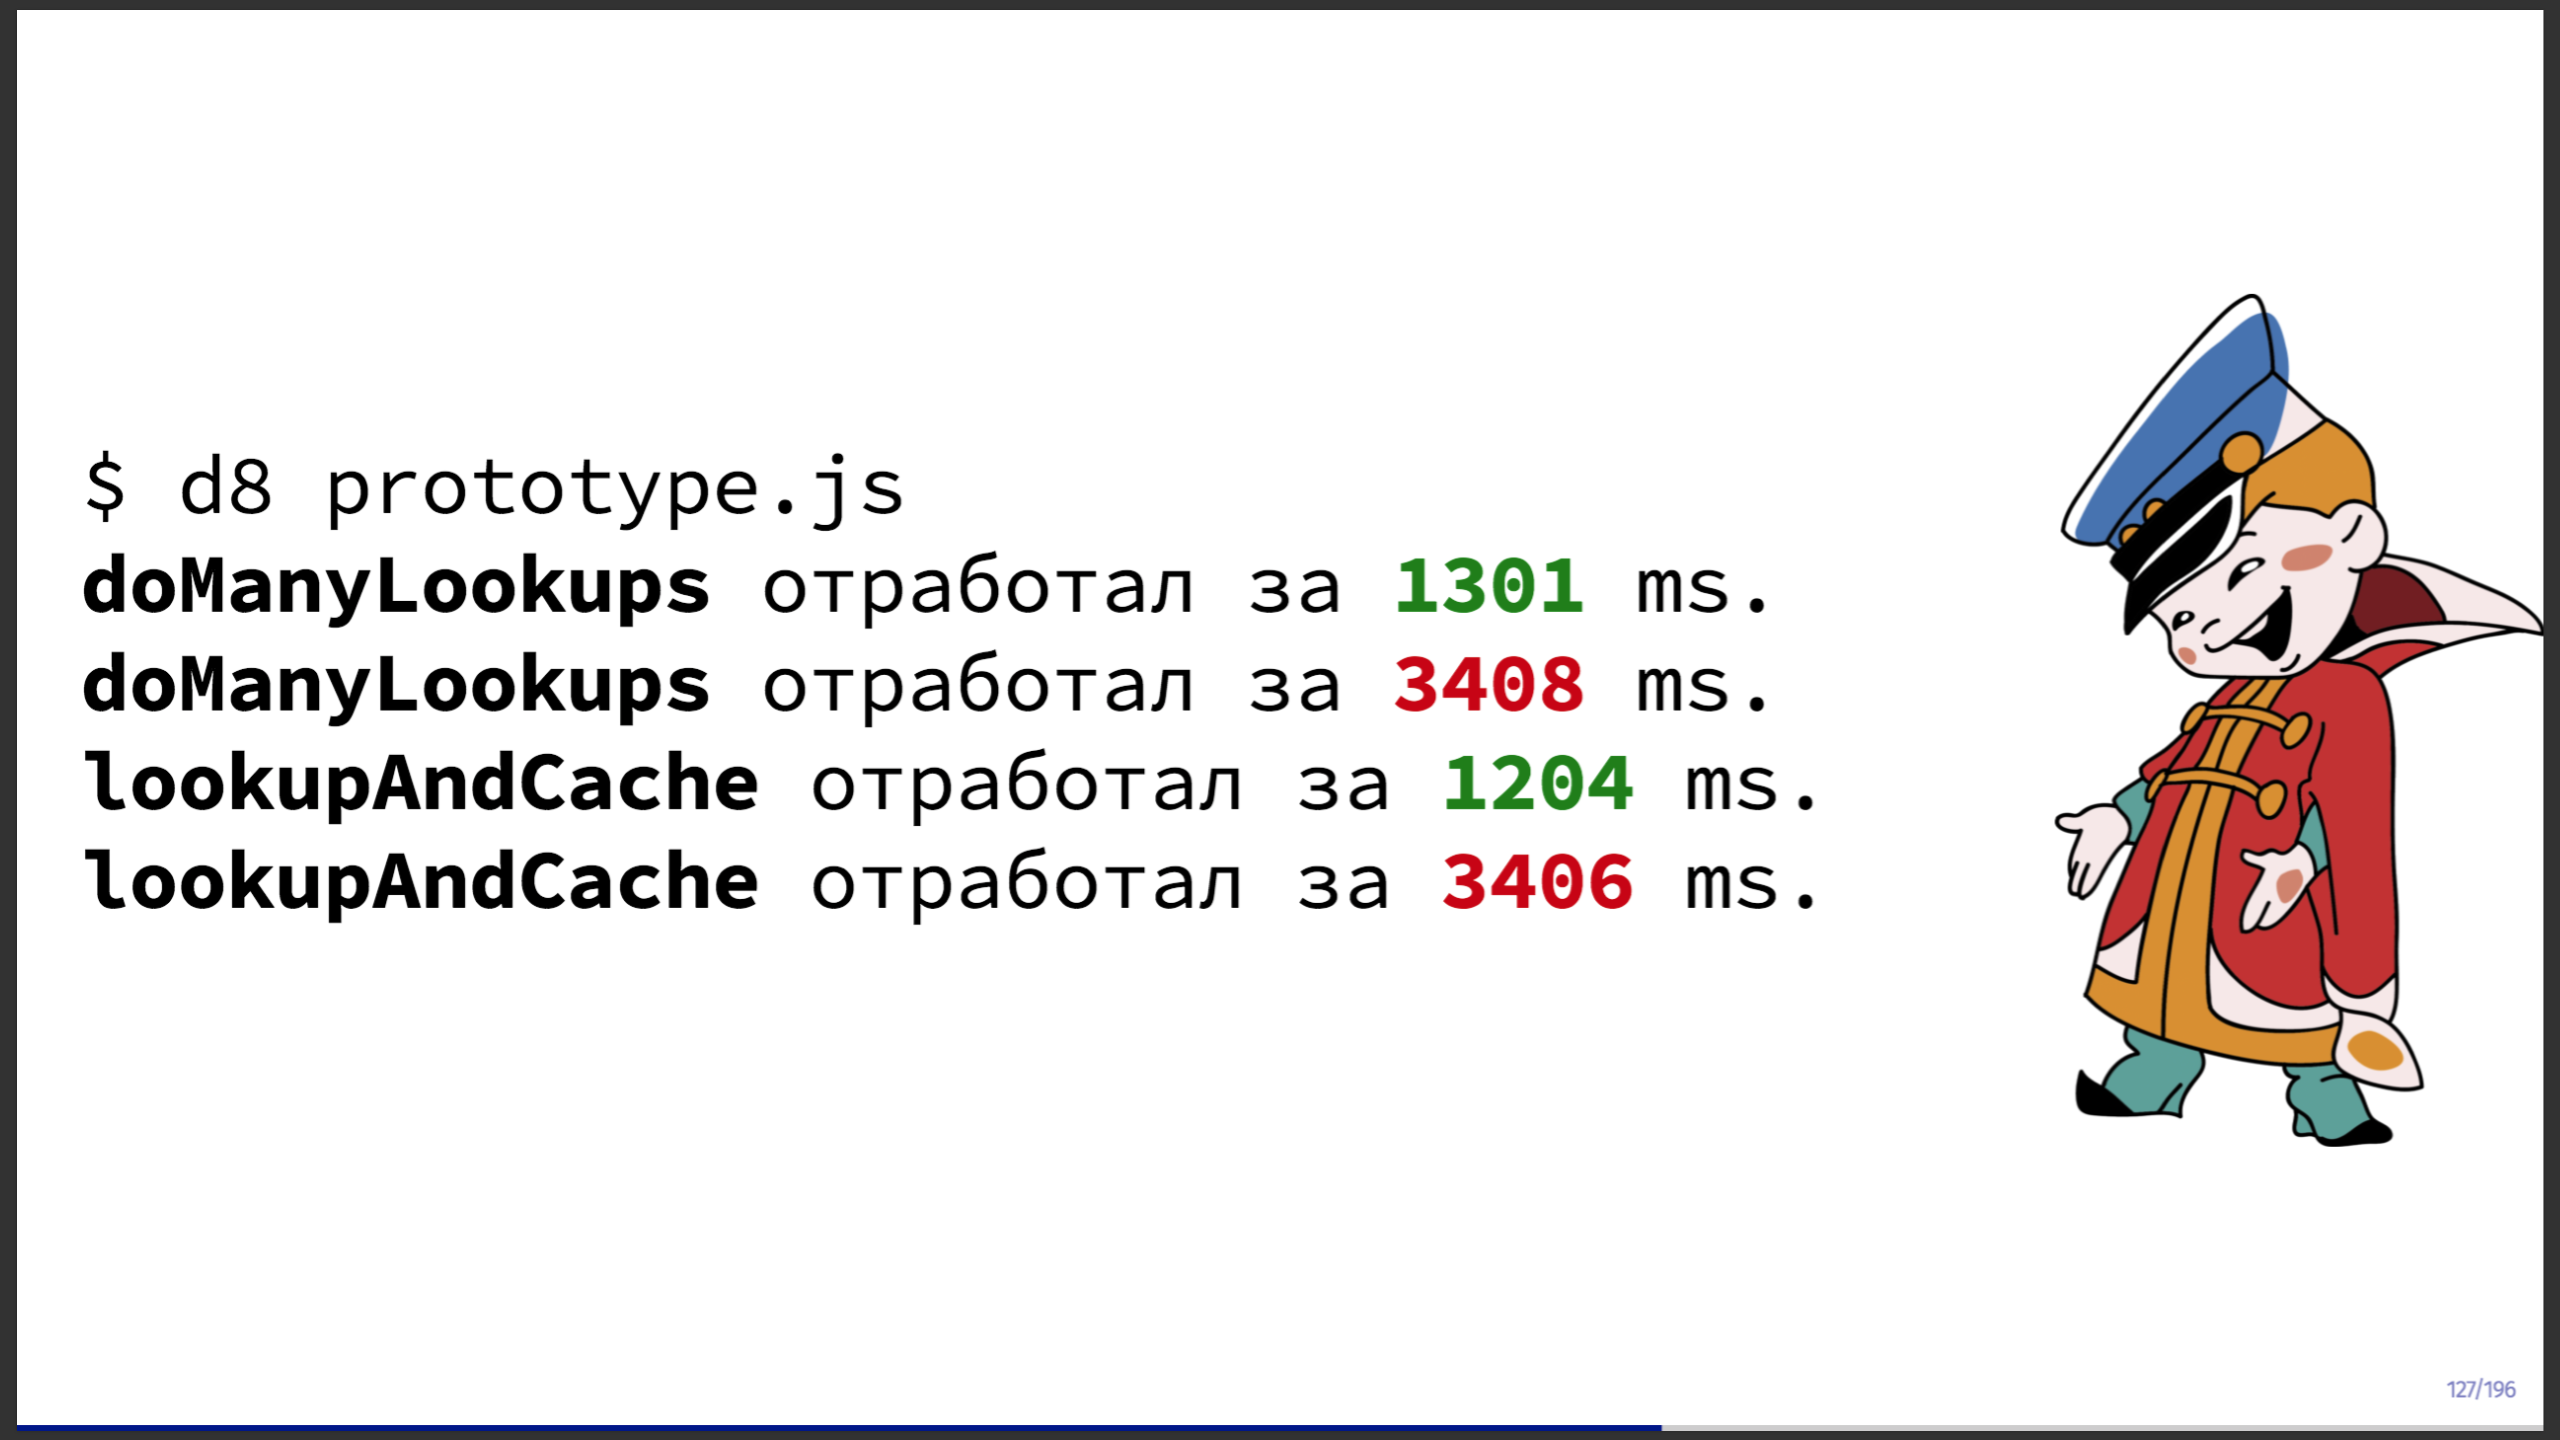 $ d8 prototype.js
doManyLookups отработал за 1301 ms.
doManyLookups отработал за 3408 ms.
lookupAndCache отработал за 1204 ms.
lookupAndCache отработал за 3406 ms.
127/196